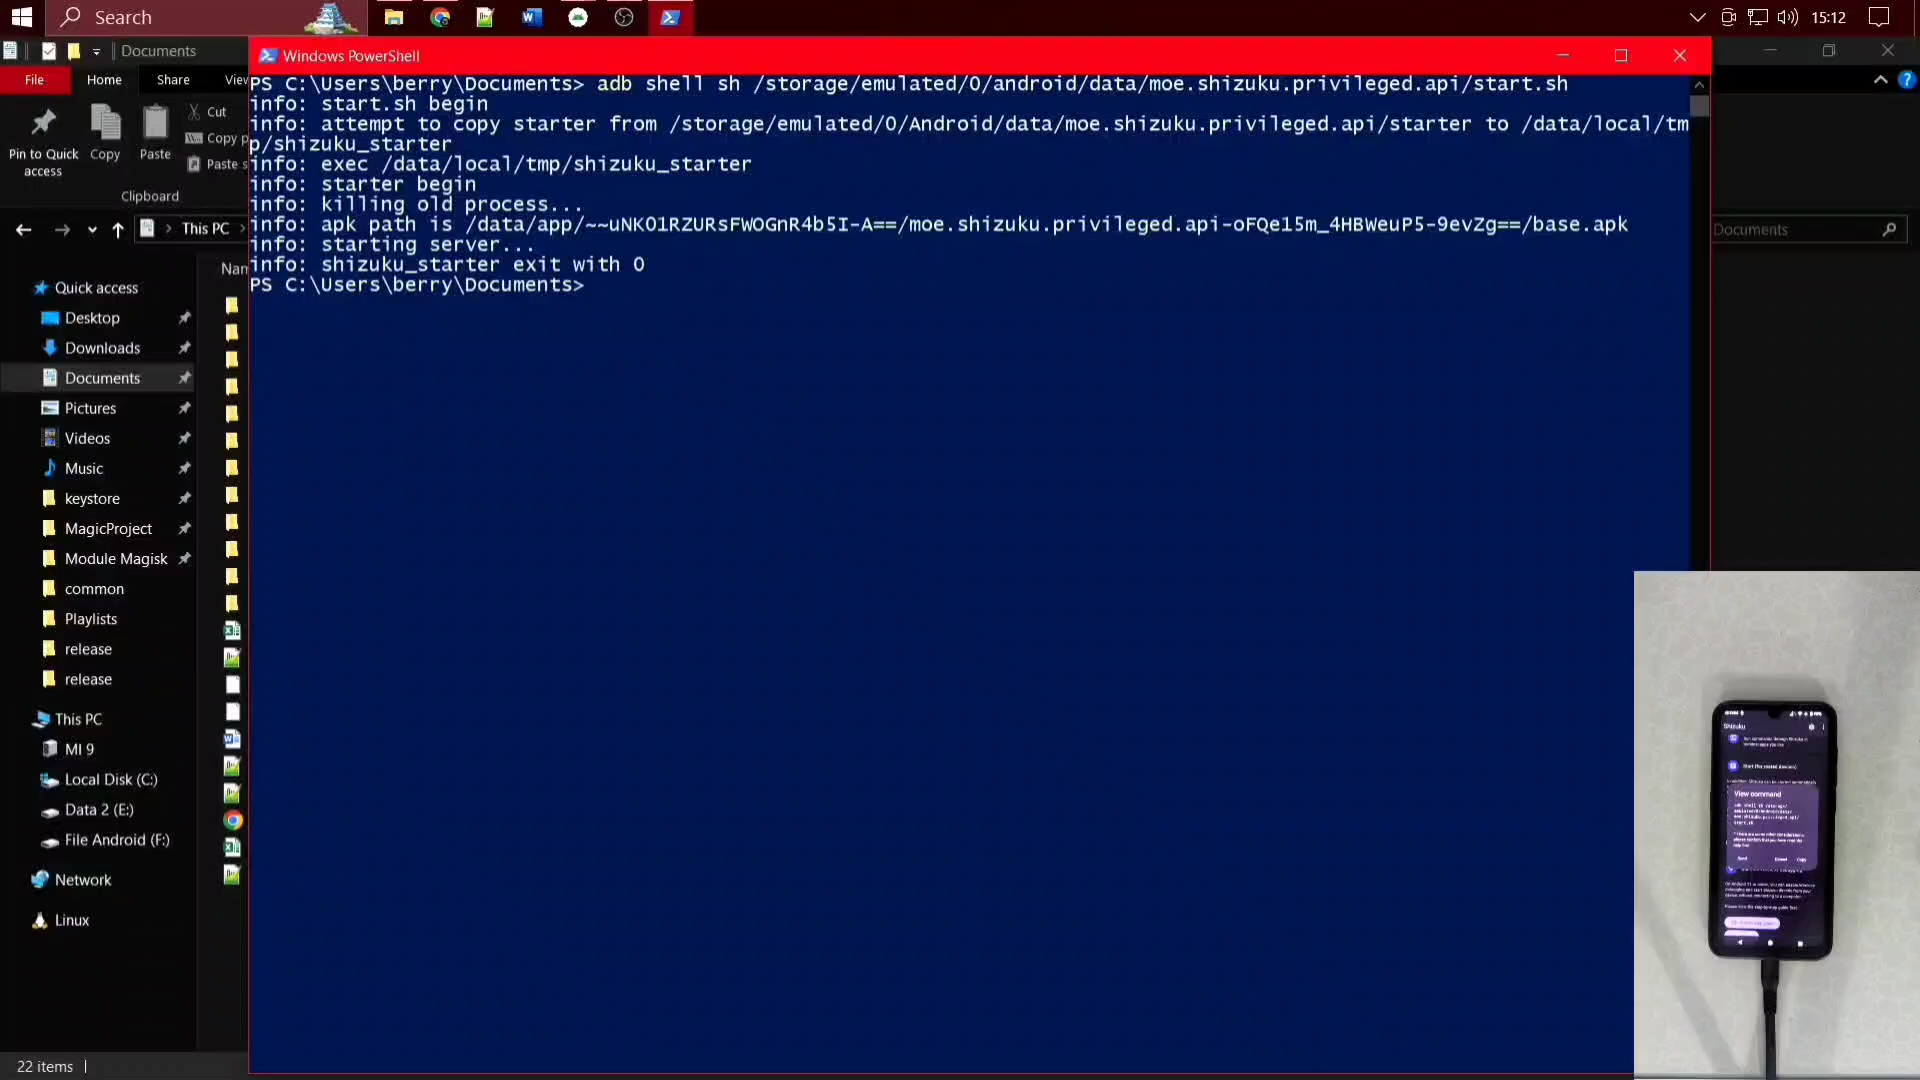 Search
15:12
Documents
Windows PowerShell
File
Home
Share
Cut
Copy
Pin to Quick access
Copy
Paste
Paste
Clipboard
This PC
Documents
PS C:\Users\berry\Documents> adb shell sh /storage/emulated/0/android/data/moe.shizuku.privileged.api/start.sh
info: start.sh begin
info: attempt to copy starter from /storage/emulated/0/Android/data/moe.shizuku.privileged.api/starter to /data/local/tm
p/shizuku_starter
info: exec /data/local/tmp/shizuku_starter
info: starter begin
info: killing old process...
info: apk path is /data/app/~~uNKO1RZURsFWOGnR4b5I-A==/moe.shizuku.privileged.api-oFQe15m_4HBWeuP5-9evZg==/base.apk
info: starting server...
info: shizuku_starter exit with 0
PS C:\Users\berry\Documents>
Quick access
Desktop
Downloads
Documents
Pictures
Videos
Music
keystore
MagicProject
Module Magisk
common
Playlists
release
release
This PC
MI 9
Local Disk (C:)
Data 2 (E:)
File Android (F:)
Network
Linux
22 items
Shizuku
View command